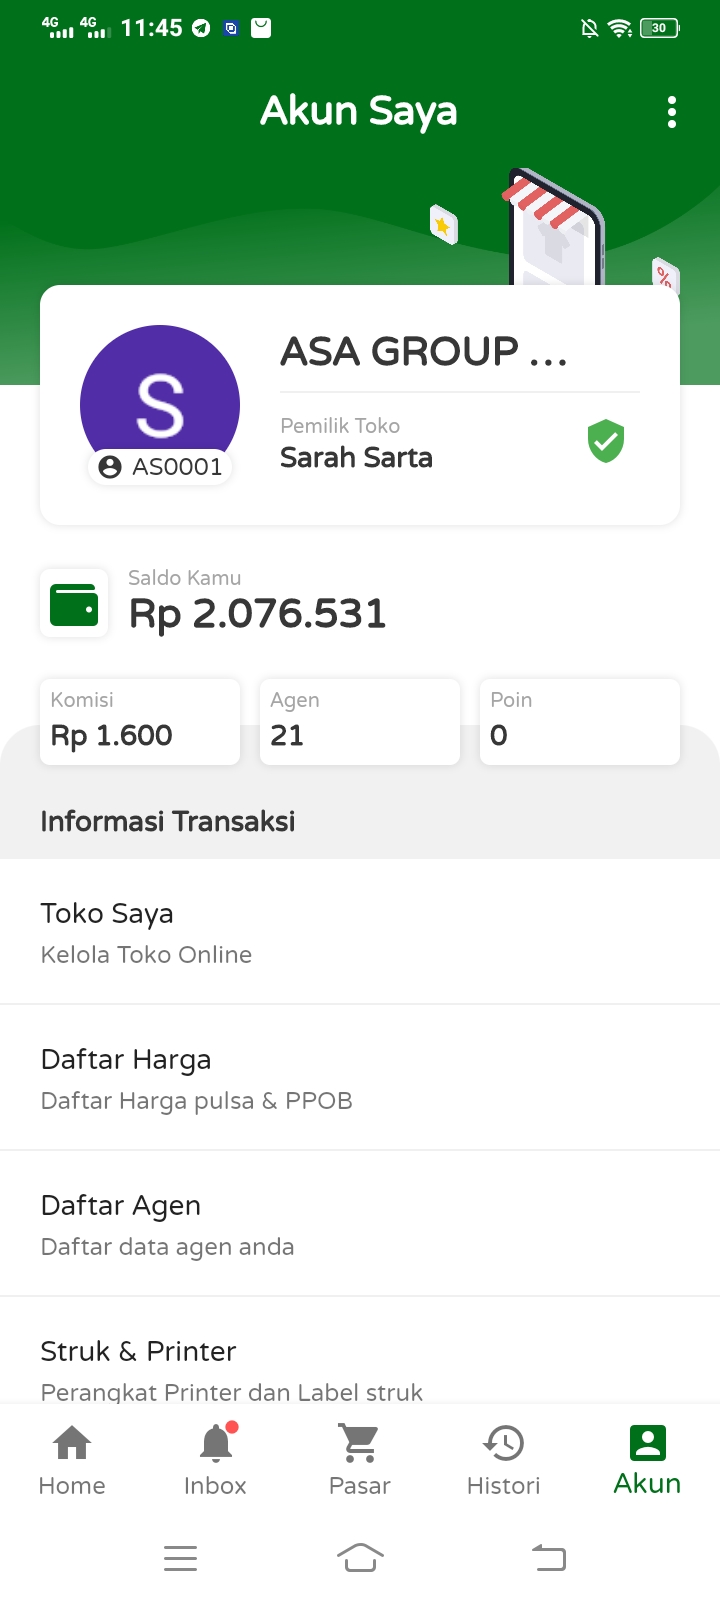 4G 4G 11:45 30
Akun Saya
%
S
AS0001
ASA GROUP ...
Pemilik Toko
Sarah Sarta
Saldo Kamu
Rp 2.076.531
Komisi
Rp 1.600
Agen
21
Poin
0
Informasi Transaksi
Toko Saya
Kelola Toko Online
Daftar Harga
Daftar Harga pulsa & PPOB
Daftar Agen
Daftar data agen anda
Struk & Printer
Perangkat Printer dan Label struk
Home Inbox Pasar Histori Akun